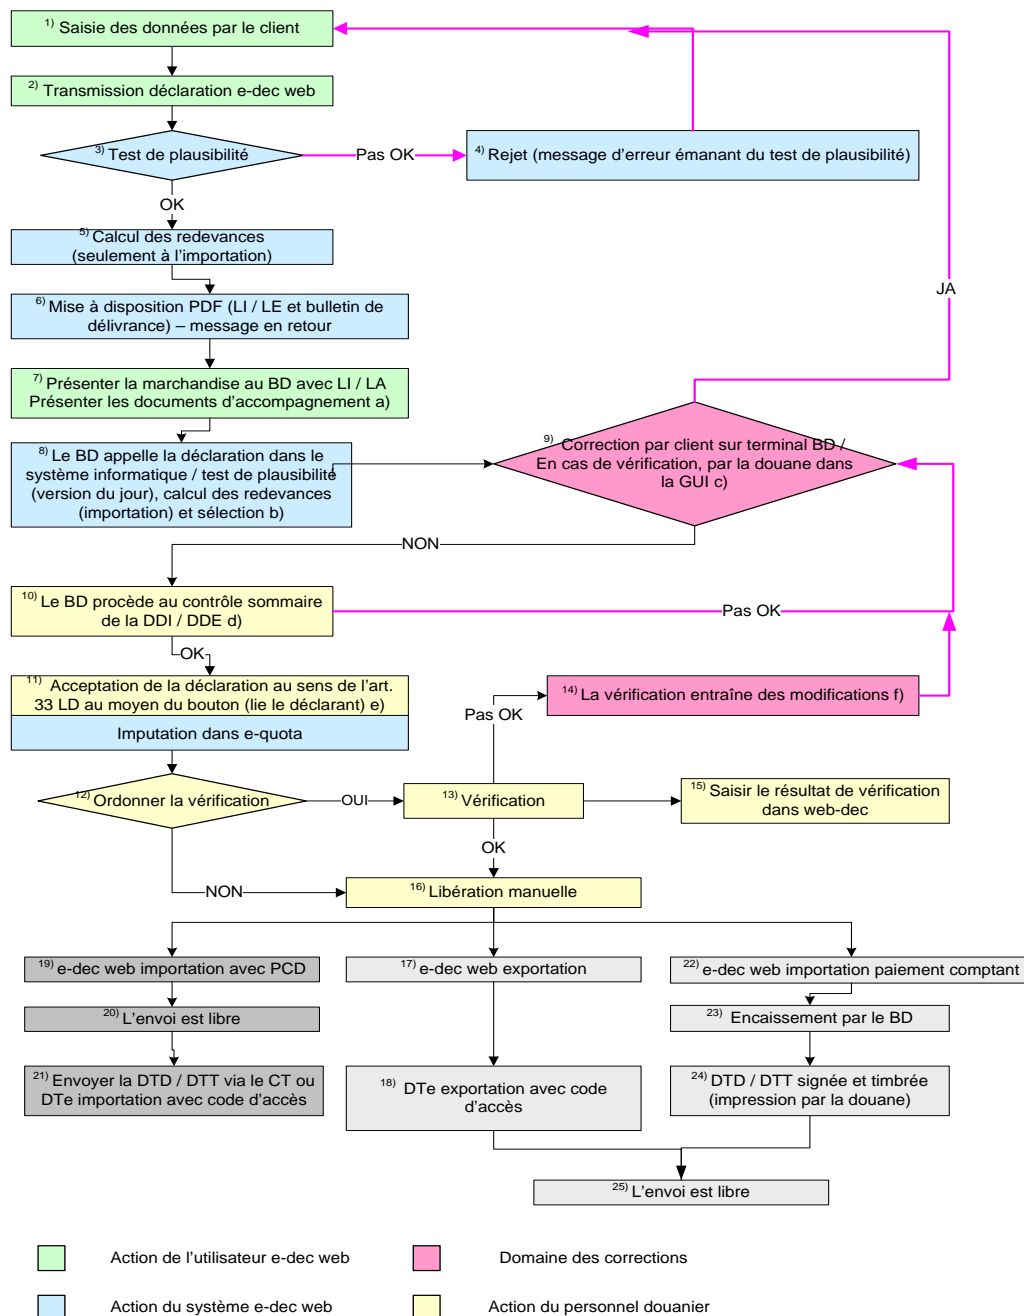 1) Saisie des données par le client
2) Transmission déclaration e-dec web
3) Test de plausibilité
Pas OK
4) Rejet (message d'erreur émanant du test de plausibilité)
OK
5) Calcul des redevances
(seulement à l'importation)
JA
6) Mise à disposition PDF (LI / LE et bulletin de
délivrance) – message en retour
7) Présenter la marchandise au BD avec LI / LA
Présenter les documents d'accompagnement a)
8) Le BD appelle la déclaration dans le
système informatique / test de plausibilité
(version du jour), calcul des redevances
(importation) et sélection b)
9) Correction par client sur terminal BD /
En cas de vérification, par la douane dans
la GUI c)
NON
10) Le BD procède au contrôle sommaire
de la DDI / DDE d)
Pas OK
OK
11) Acceptation de la déclaration au sens de l'art.
33 LD au moyen du bouton (lie le déclarant) e)
Imputation dans e-quota
14) La vérification entraîne des modifications f)
Pas OK
12) Ordonner la vérification
OUI
13) Vérification
15) Saisir le résultat de vérification
dans web-dec
OK
NON
16) Libération manuelle
19) e-dec web importation avec PCD
17) e-dec web exportation
22) e-dec web importation paiement comptant
20) L'envoi est libre
23) Encaissement par le BD
21) Envoyer la DTD / DTT via le CT ou
DTe importation avec code d'accès
18) DTe exportation avec code
d'accès
24) DTD / DTT signée et timbrée
(impression par la douane)
25) L'envoi est libre
Action de l'utilisateur e-dec web
Domaine des corrections
Action du système e-dec web
Action du personnel douanier